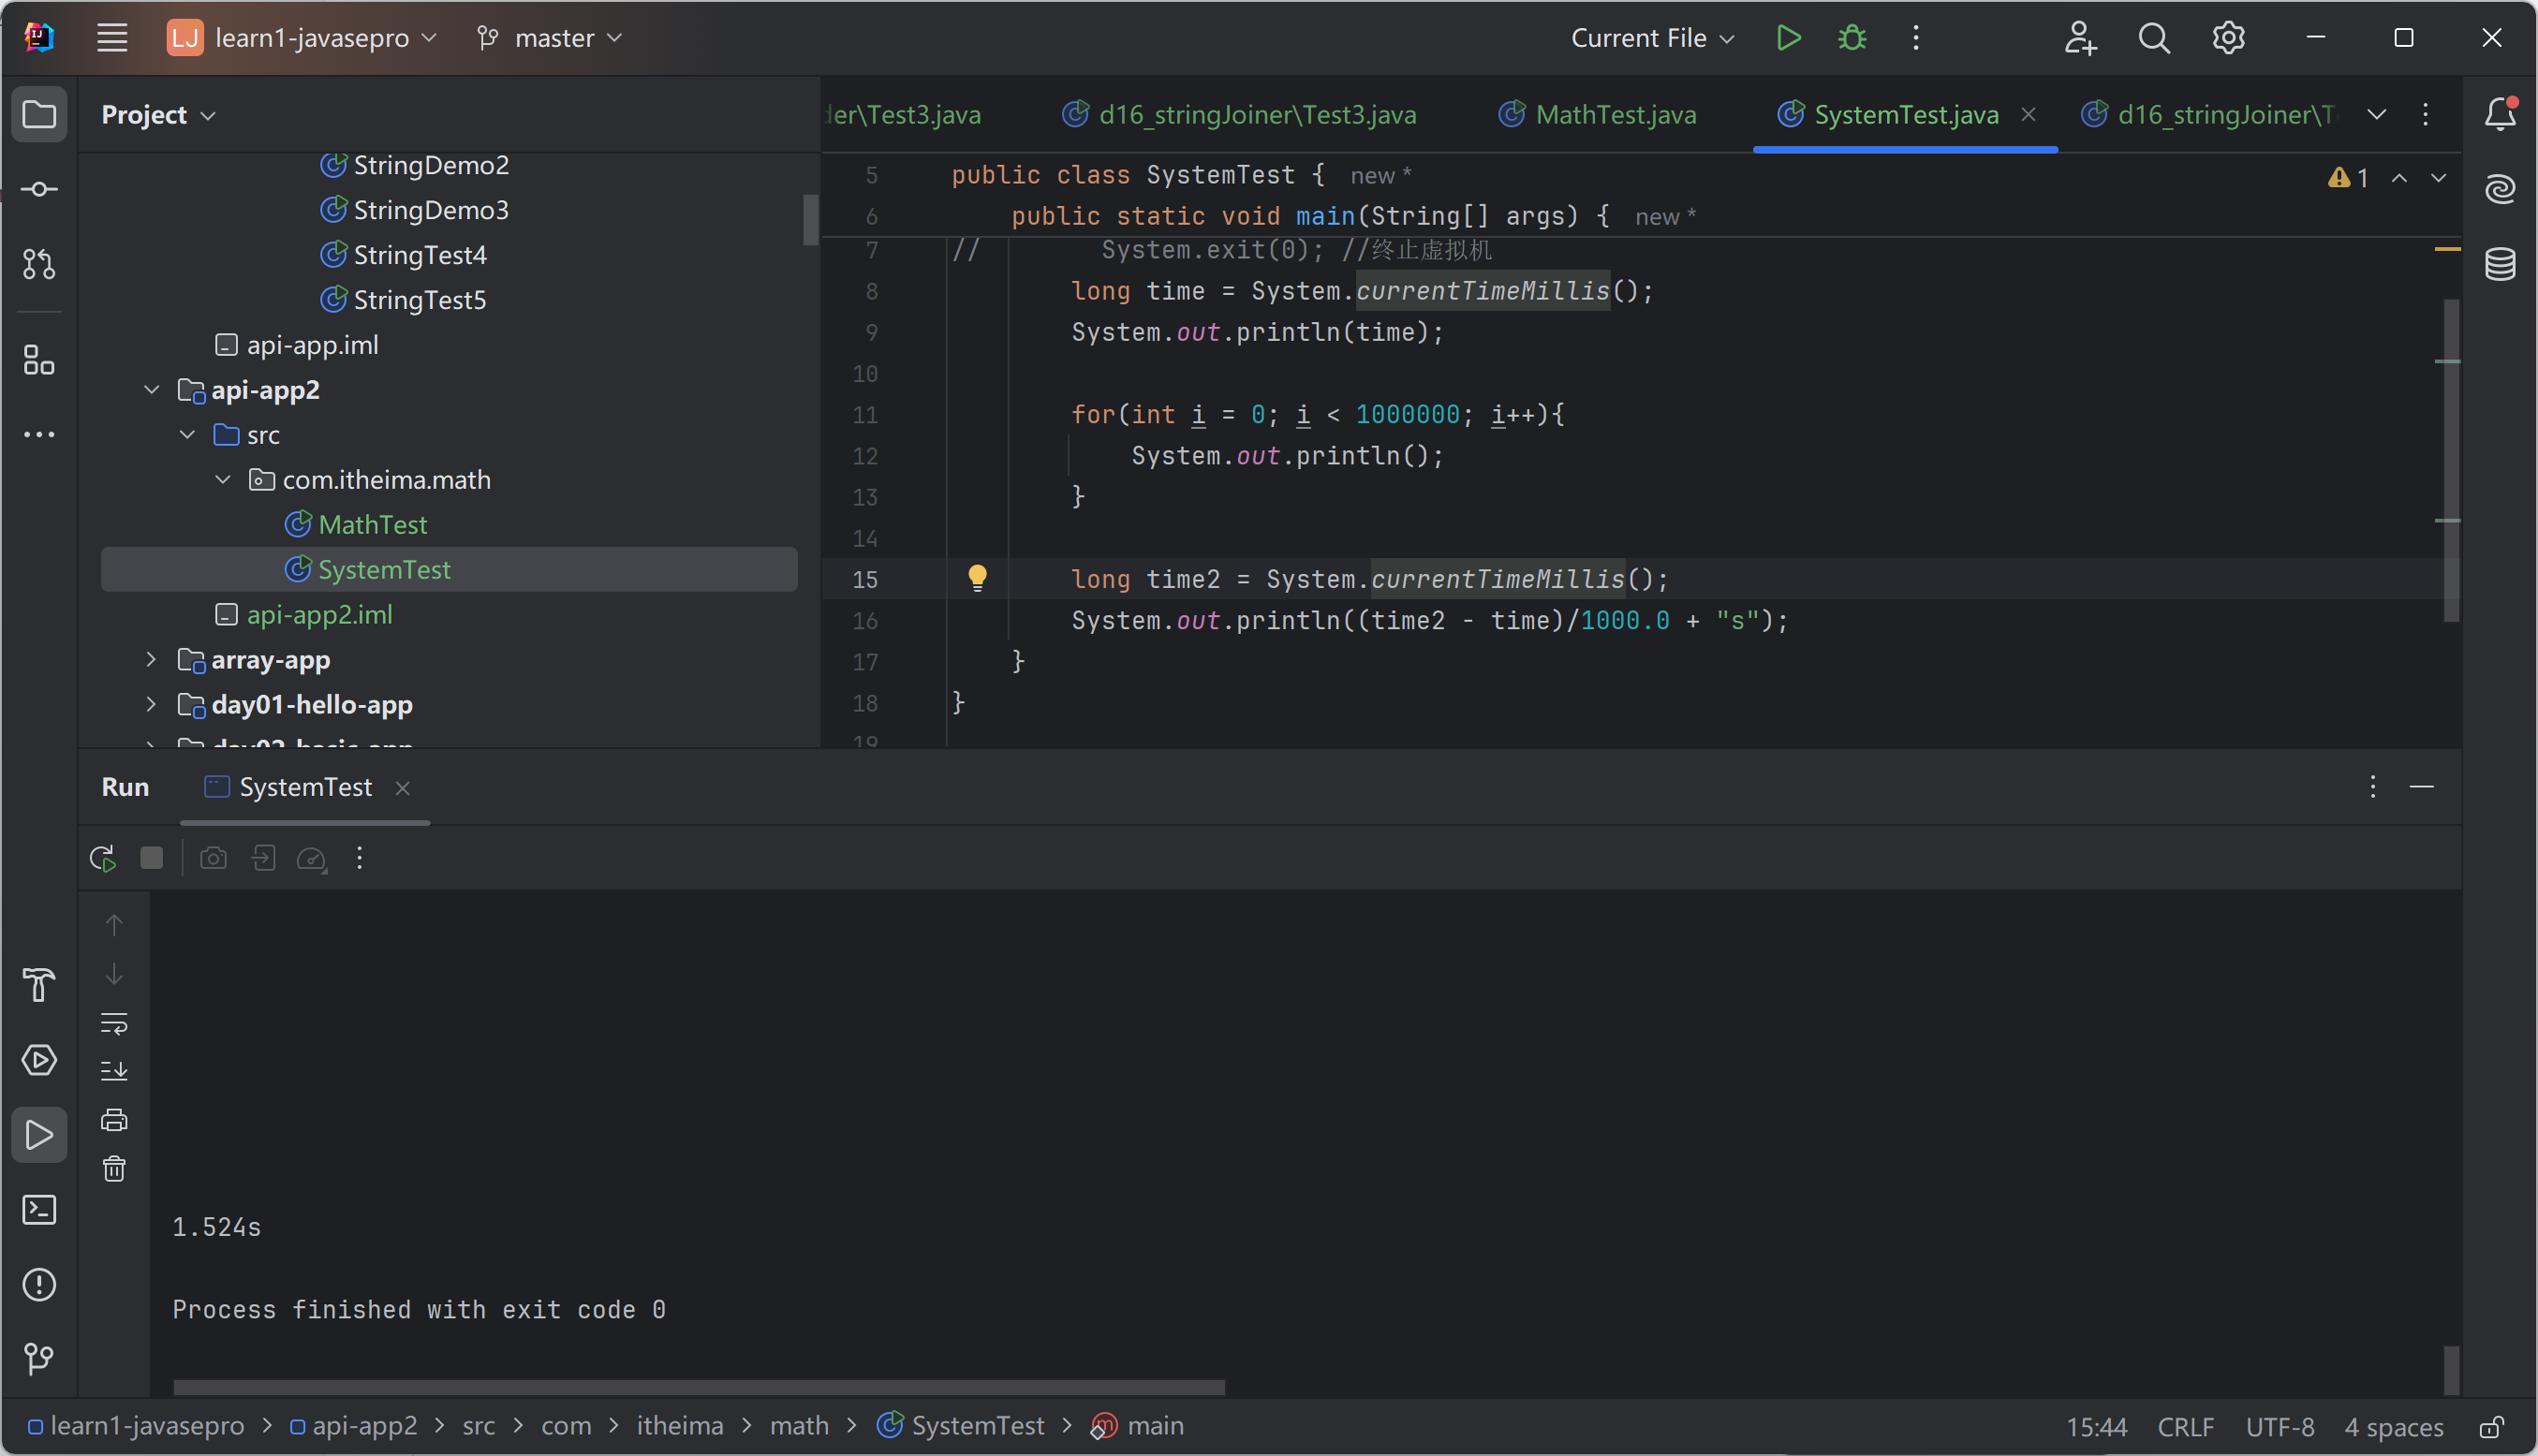 LJ learn1-javasepro master Current File
Project
der\Test3.java d16_stringJoiner\Test3.java MathTest.java SystemTest.java d16_stringJoiner\T
StringDemo2
StringDemo3
StringTest4
StringTest5
api-app.iml
api-app2
src
com.itheima.math
MathTest
SystemTest
api-app2.iml
array-app
day01-hello-app
day02-basic-app
1
5 public class SystemTest { new *
6 public static void main(String[] args) { new *
7 // System.exit(0); //终止虚拟机
8 long time = System.currentTimeMillis();
9 System.out.println(time);
10
11 for(int i = 0; i < 1000000; i++){
12 System.out.println();
13 }
14
15 long time2 = System.currentTimeMillis();
16 System.out.println((time2 - time)/1000.0 + "s");
17 }
18 }
19
Run SystemTest
1.524s
Process finished with exit code 0
learn1-javasepro > api-app2 > src > com > itheima > math > SystemTest > main
15:44 CRLF UTF-8 4 spaces